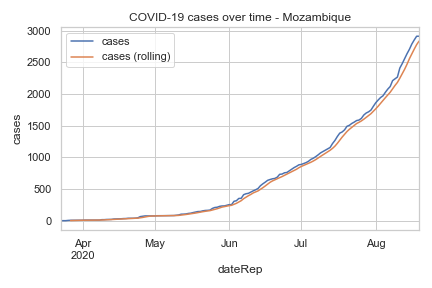 COVID-19 cases over time - Mozambique
cases
cases (rolling)
3000
2500
2000
1500
1000
500
0
cases
Apr
2020
May
Jun
Jul
Aug
dateRep